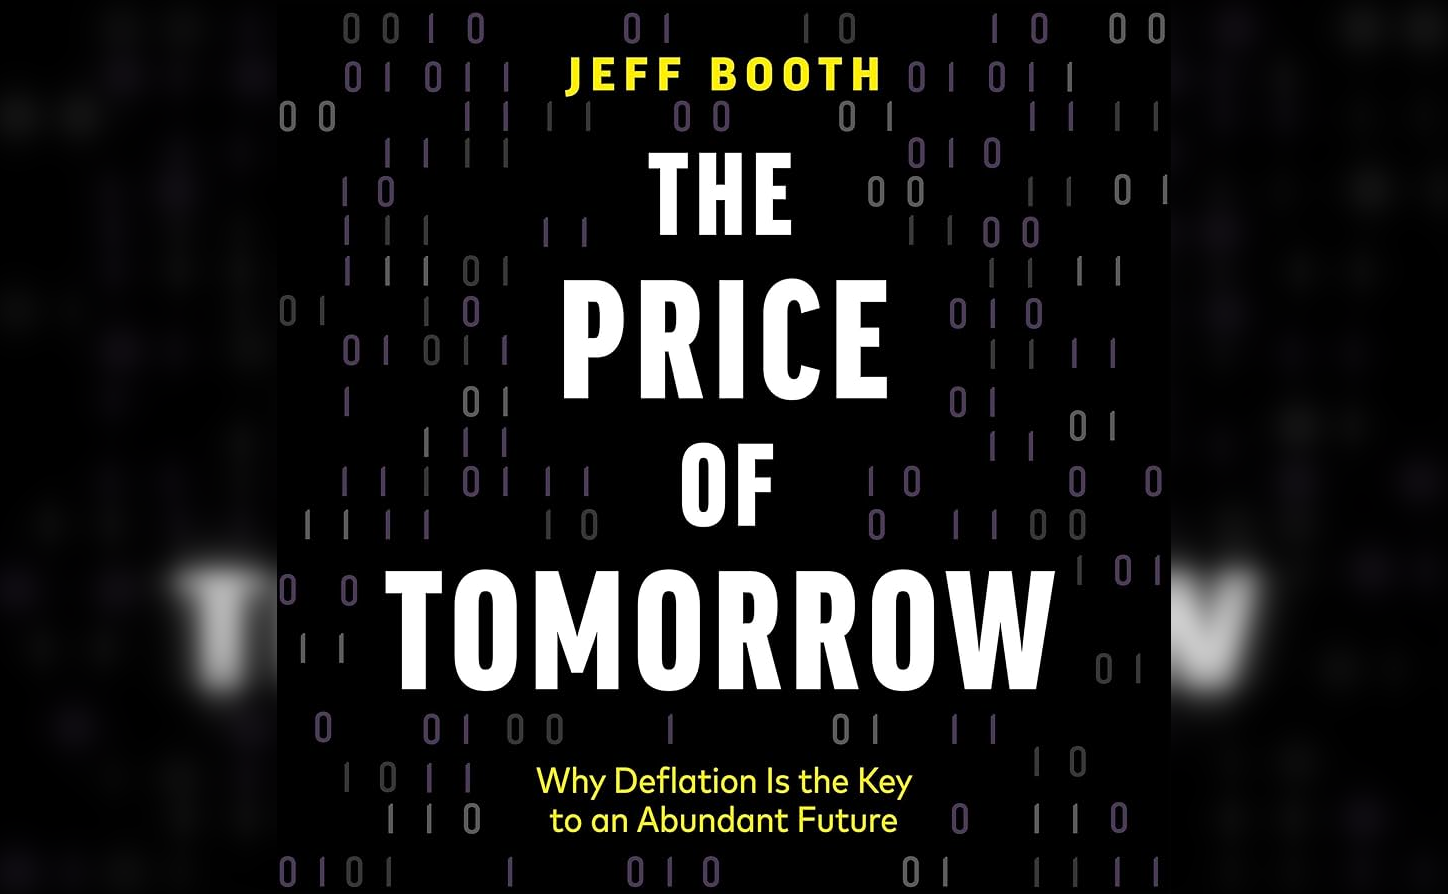 JEFF BOOTH
THE
PRICE
OF
TOMORROW
Why Deflation Is the Key
to an Abundant Future